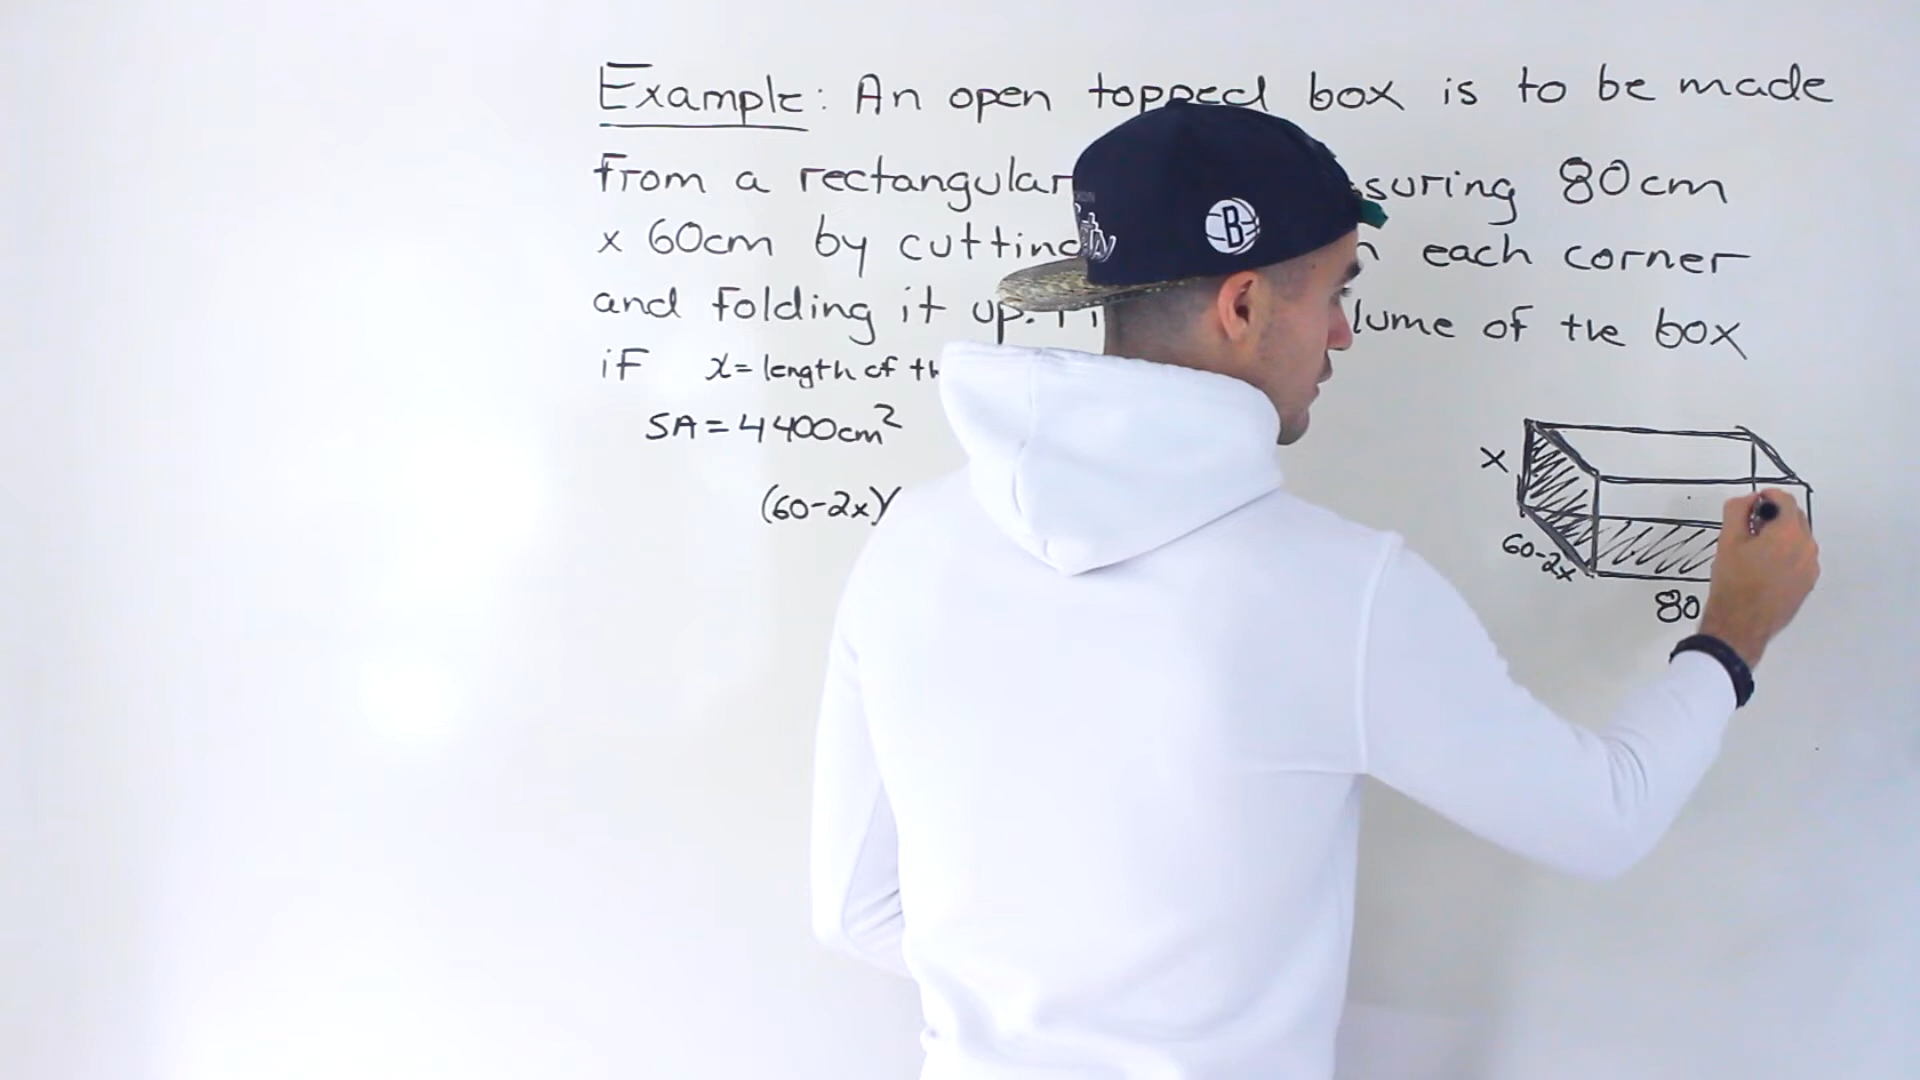 Example: An open topped box is to be made
from a rectangular suring 80cm
x 60cm by cutting each corner
and folding it up. lume of the box
if x = length of th
SA = 4400cm²
(60-2x)(
x
60-2x
80
B